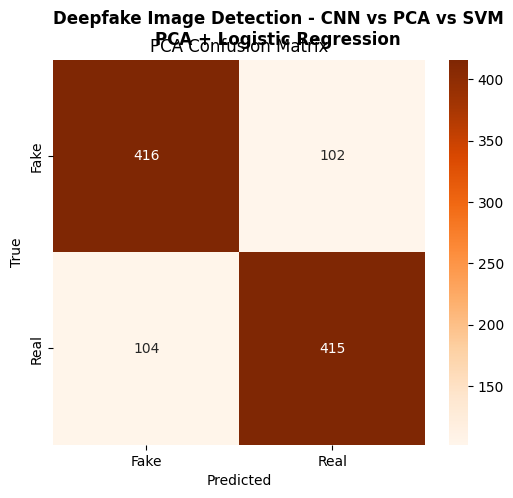 Deepfake Image Detection - CNN vs PCA vs SVM
PCA + Logistic Regression
PCA Confusion Matrix
416
102
104
415
Fake
Real
True
Fake
Real
Predicted
400
350
300
250
200
150